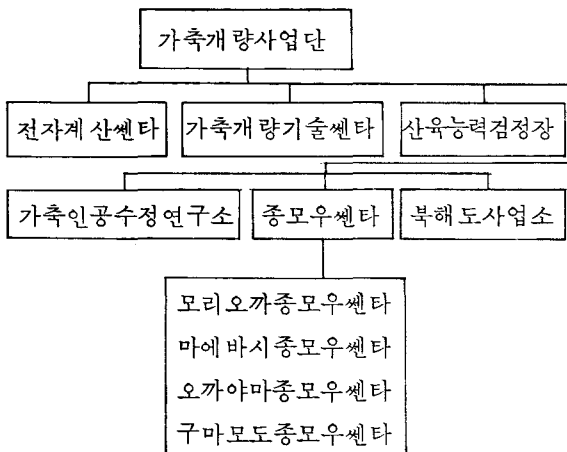 가축개량사업단
전자계산쎈타 가축개량기술쎈타 산육능력검정장
가축인공수정연구소 종모우쎈타 북해도사업소
모리오까종모우쎈타
마에바시종모우쎈타
오까야마종모우쎈타
구마모도종모우쎈타